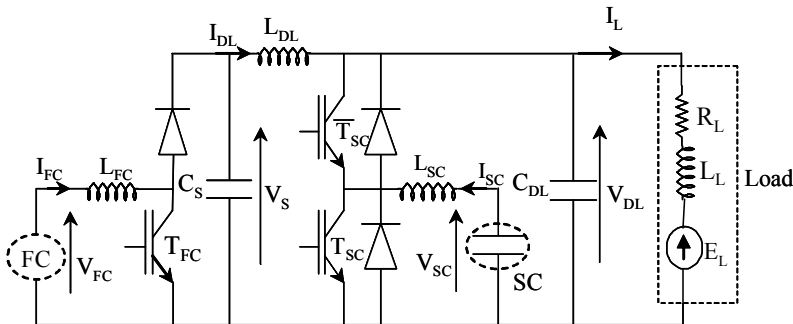 I_DL
L_DL
I_L
R_L
T̅_SC
I_FC
L_FC
C_S
V_S
L_SC
I_SC
C_DL
V_DL
L_L
Load
FC
V_FC
T_FC
T_SC
V_SC
SC
E_L